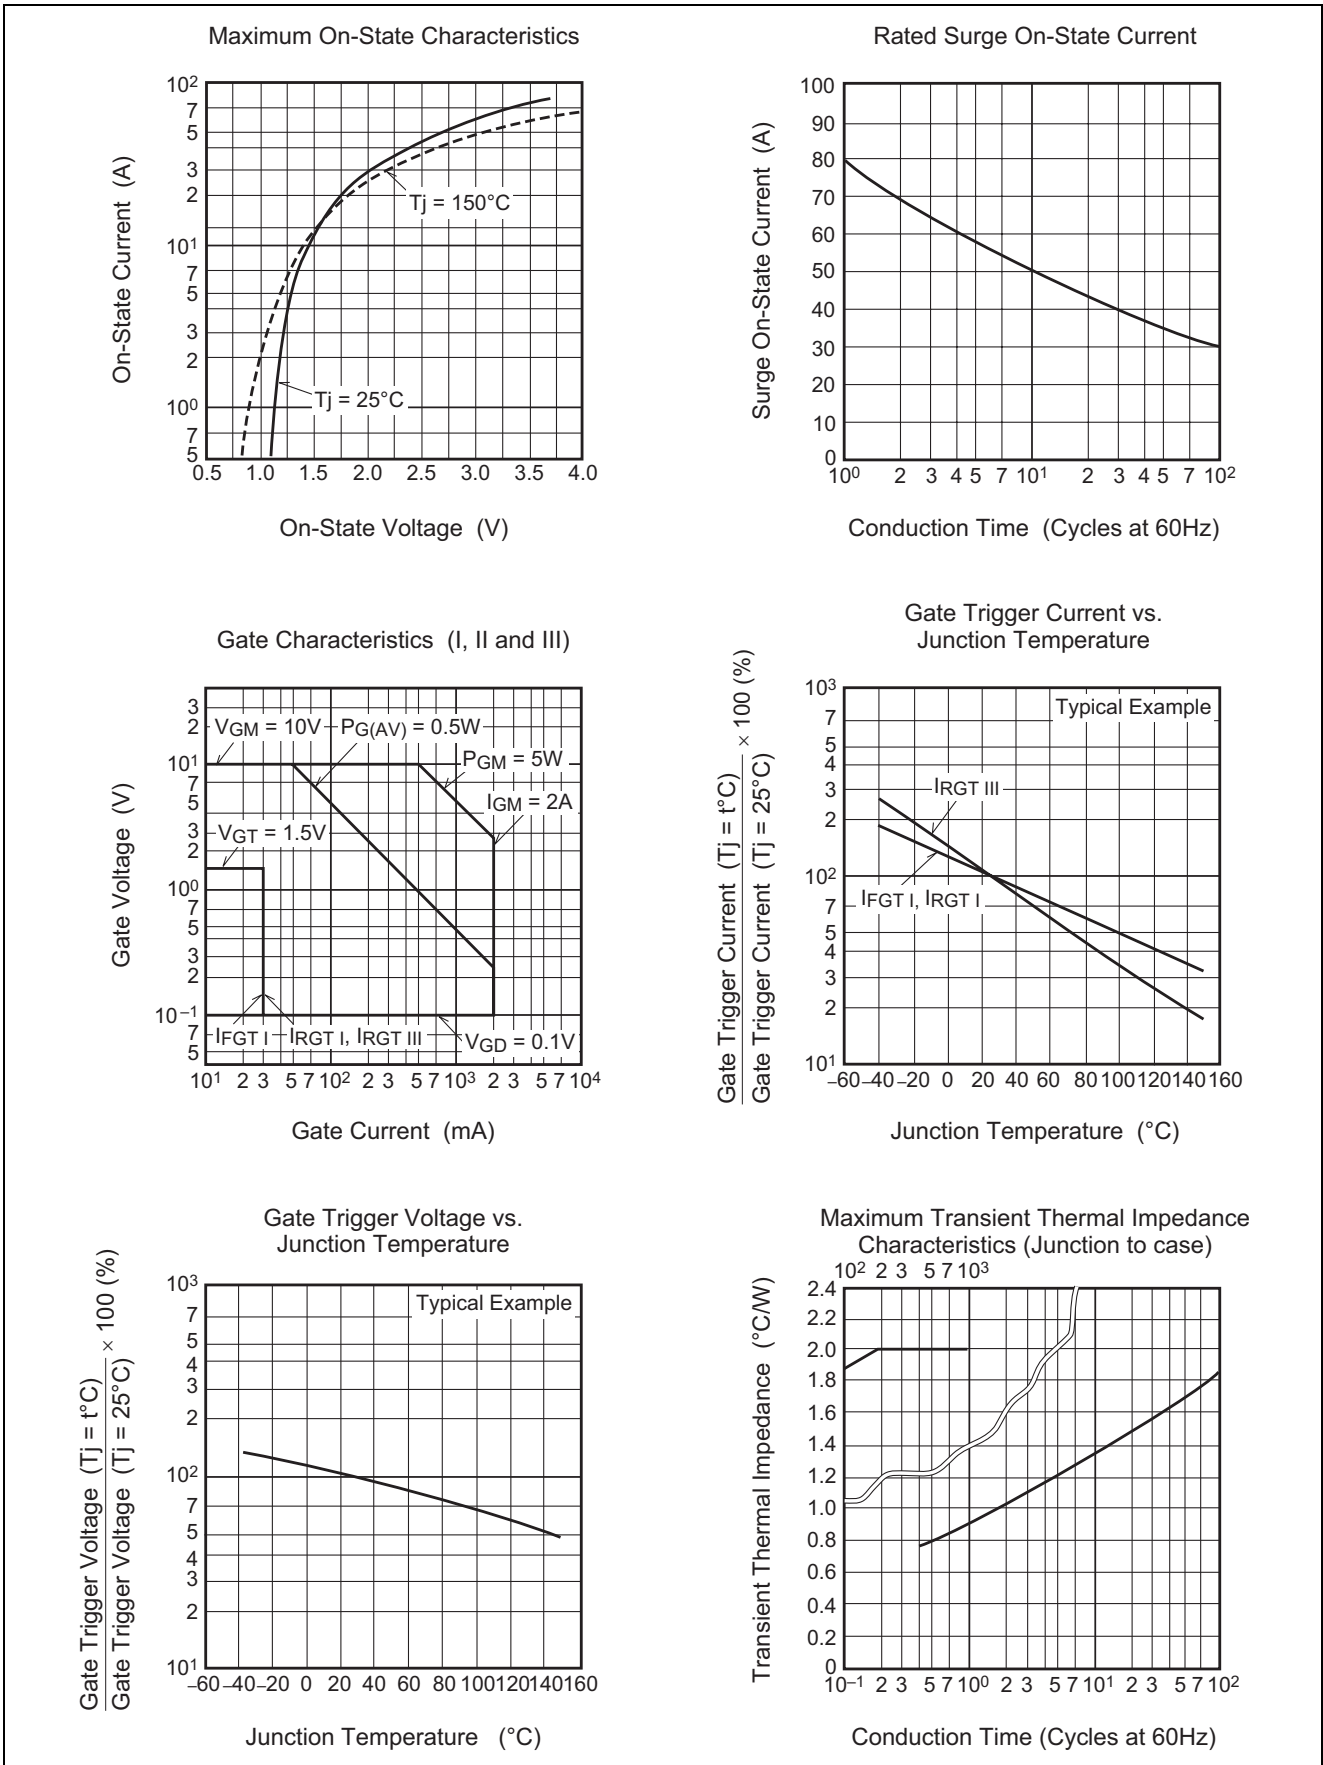 Maximum On-State Characteristics
On-State Current (A)
10²
7
5
3
2
10¹
7
5
3
2
10⁰
7
5
Tj = 150°C
Tj = 25°C
0.5 1.0 1.5 2.0 2.5 3.0 3.5 4.0
On-State Voltage (V)
Rated Surge On-State Current
Surge On-State Current (A)
100
90
80
70
60
50
40
30
20
10
0
10⁰ 2 3 4 5 7 10¹ 2 3 4 5 7 10²
Conduction Time (Cycles at 60Hz)
Gate Characteristics (I, II and III)
Gate Voltage (V)
3
2
10¹
7
5
3
2
10⁰
7
5
3
2
10⁻¹
7
5
VGM = 10V
PG(AV) = 0.5W
PGM = 5W
IGM = 2A
VGT = 1.5V
IFGT I
IRGT I, IRGT III
VGD = 0.1V
10¹ 2 3 5 7 10² 2 3 5 7 10³ 2 3 5 7 10⁴
Gate Current (mA)
Gate Trigger Current vs.
Junction Temperature
Gate Trigger Current (Tj = t°C)
Gate Trigger Current (Tj = 25°C)
× 100 (%)
10³
7
5
4
3
2
10²
7
5
4
3
2
10¹
Typical Example
IRGT III
IFGT I, IRGT I
–60 –40 –20 0 20 40 60 80 100 120 140 160
Junction Temperature (°C)
Gate Trigger Voltage vs.
Junction Temperature
Gate Trigger Voltage (Tj = t°C)
Gate Trigger Voltage (Tj = 25°C)
× 100 (%)
10³
7
5
4
3
2
10²
7
5
4
3
2
10¹
Typical Example
–60 –40 –20 0 20 40 60 80 100 120 140 160
Junction Temperature (°C)
Maximum Transient Thermal Impedance
Characteristics (Junction to case)
10² 2 3 5 7 10³
Transient Thermal Impedance (°C/W)
2.4
2.2
2.0
1.8
1.6
1.4
1.2
1.0
0.8
0.6
0.4
0.2
0
10⁻¹ 2 3 5 7 10⁰ 2 3 5 7 10¹ 2 3 5 7 10²
Conduction Time (Cycles at 60Hz)